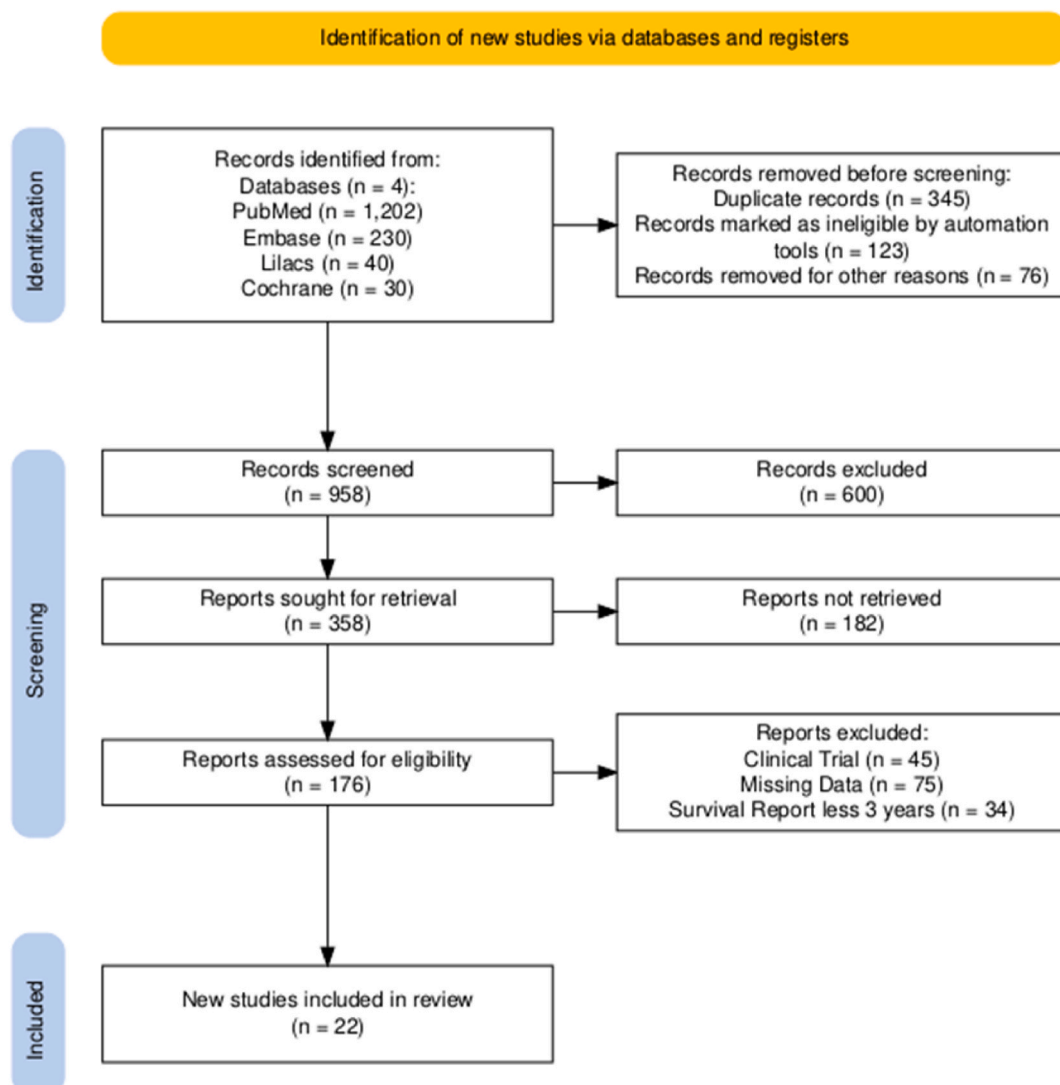 Identification of new studies via databases and registers
Identification
Records identified from:
Databases (n = 4):
PubMed (n = 1,202)
Embase (n = 230)
Lilacs (n = 40)
Cochrane (n = 30)
Records removed before screening:
Duplicate records (n = 345)
Records marked as ineligible by automation
tools (n = 123)
Records removed for other reasons (n = 76)
Screening
Records screened
(n = 958)
Records excluded
(n = 600)
Reports sought for retrieval
(n = 358)
Reports not retrieved
(n = 182)
Reports assessed for eligibility
(n = 176)
Reports excluded:
Clinical Trial (n = 45)
Missing Data (n = 75)
Survival Report less 3 years (n = 34)
Included
New studies included in review
(n = 22)